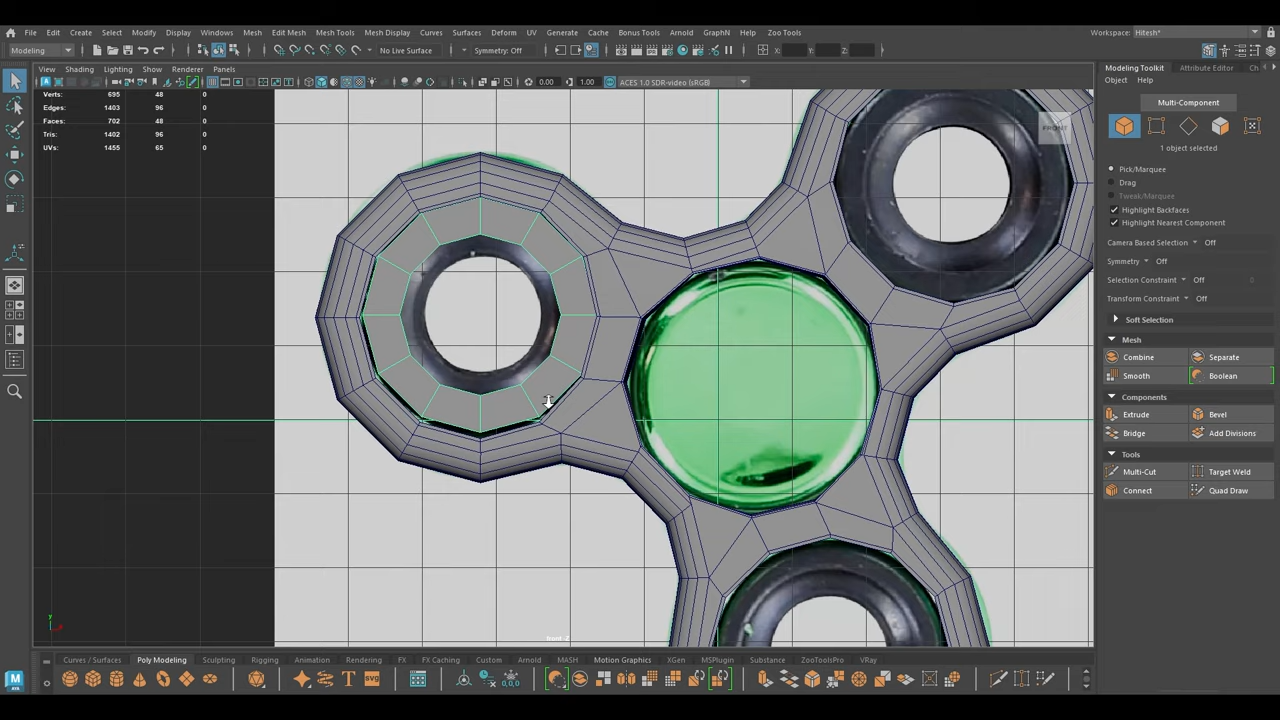 File Edit Create Select Modify Display Windows Mesh Edit Mesh Mesh Tools Mesh Display Curves Surfaces Deform UV Generate Cache Bonus Tools Arnold GraphN Help Zoo Tools Workspace: Hitesh*
Modeling No Live Surface Symmetry: Off X: Y: Z:
View Shading Lighting Show Renderer Panels
0.00 1.00 ACES 1.0 SDR-video (sRGB)
Verts: 695 48 0
Edges: 1403 96 0
Faces: 702 48 0
Tris: 1402 96 0
UVs: 1455 65 0
FRONT
front -Z
y
Modeling Toolkit Attribute Editor Ch
Object Help
Multi-Component
1 object selected
Pick/Marquee
Drag
Tweak/Marquee
Highlight Backfaces
Highlight Nearest Component
Camera Based Selection Off
Symmetry Off
Selection Constraint Off
Transform Constraint Off
Soft Selection
Mesh
Combine Separate
Smooth Boolean
Components
Extrude Bevel
Bridge Add Divisions
Tools
Multi-Cut Target Weld
Connect Quad Draw
Curves / Surfaces Poly Modeling Sculpting Rigging Animation Rendering FX FX Caching Custom Arnold MASH Motion Graphics XGen MSPlugin Substance ZooToolsPro VRay
T SVG 0,0,0
M